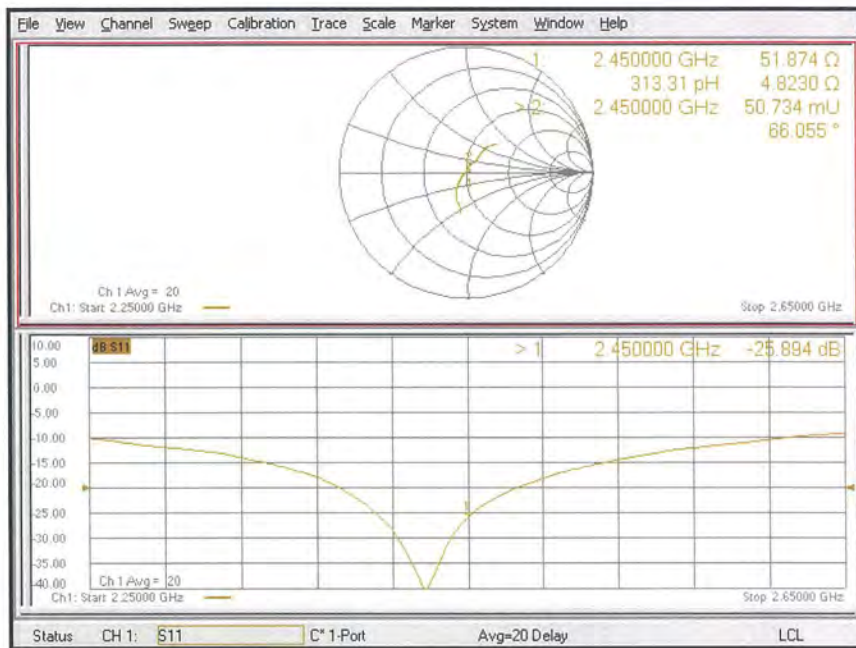 File View Channel Sweep Calibration Trace Scale Marker System Window Help
1 2.450000 GHz 51.874 Ω
313.31 pH 4.8230 Ω
> 2 2.450000 GHz 50.734 mU
66.055 °
Ch 1 Avg = 20
Ch1: Start 2.25000 GHz
Stop 2.65000 GHz
10.00
dB S11
> 1 2.450000 GHz -25.894 dB
5.00
0.00
-5.00
-10.00
-15.00
-20.00
-25.00
1
-30.00
-35.00
-40.00
Ch 1 Avg = 20
Ch1: Start 2.25000 GHz
Stop 2.65000 GHz
Status CH 1: S11 C* 1-Port Avg=20 Delay LCL